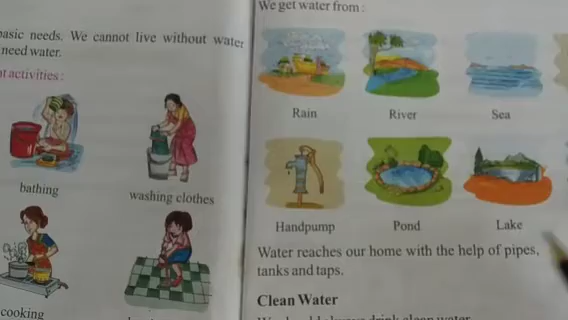 basic needs. We cannot live without water
need water.
activities :
bathing
washing clothes
cooking
We get water from :
Rain River Sea
Handpump Pond Lake
Water reaches our home with the help of pipes,
tanks and taps.
Clean Water